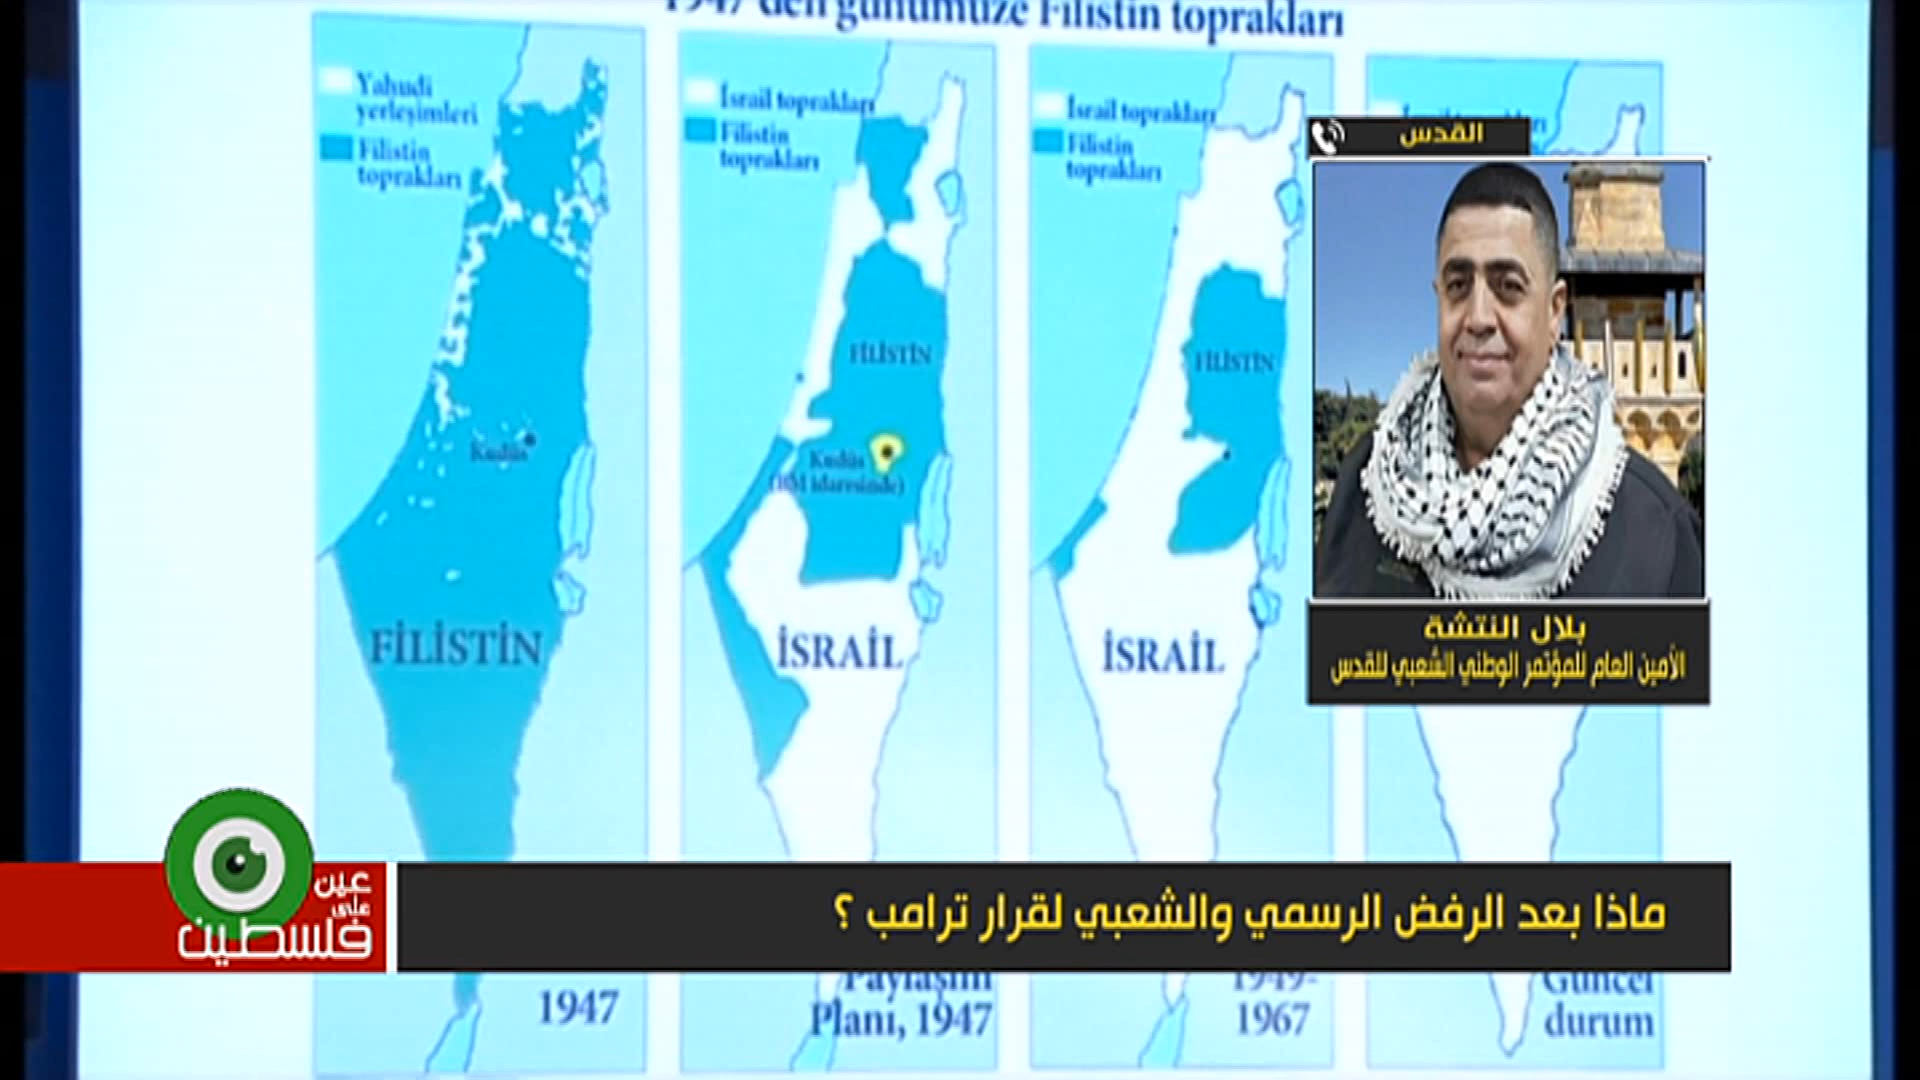 1947'den günümüze Filistin toprakları
Yahudi
yerleşimleri
Filistin
toprakları
Kudüs
FİLİSTİN
1947
İsrail toprakları
Filistin
toprakları
FİLİSTİN
Kudüs
(BM idaresinde)
İSRAİL
Paylaşım
Planı, 1947
İsrail toprakları
Filistin
toprakları
FİLİSTİN
İSRAİL
1949-
1967
İsrail toprakları
Güncel
durum
القدس
بلال النتشة
الأمين العام للمؤتمر الوطني الشعبي للقدس
عين
على
فلسطين
ماذا بعد الرفض الرسمي والشعبي لقرار ترامب ؟